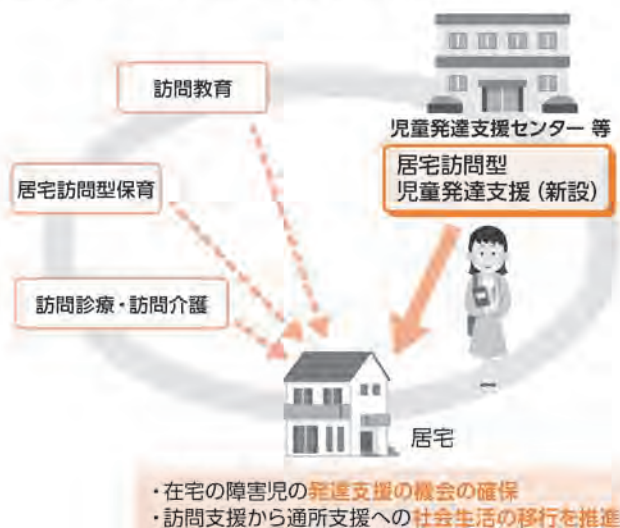 訪問教育
児童発達支援センター 等
居宅訪問型
児童発達支援（新設）
居宅訪問型保育
訪問診療・訪問介護
居宅
・在宅の障害児の発達支援の機会の確保
・訪問支援から通所支援への社会生活の移行を推進